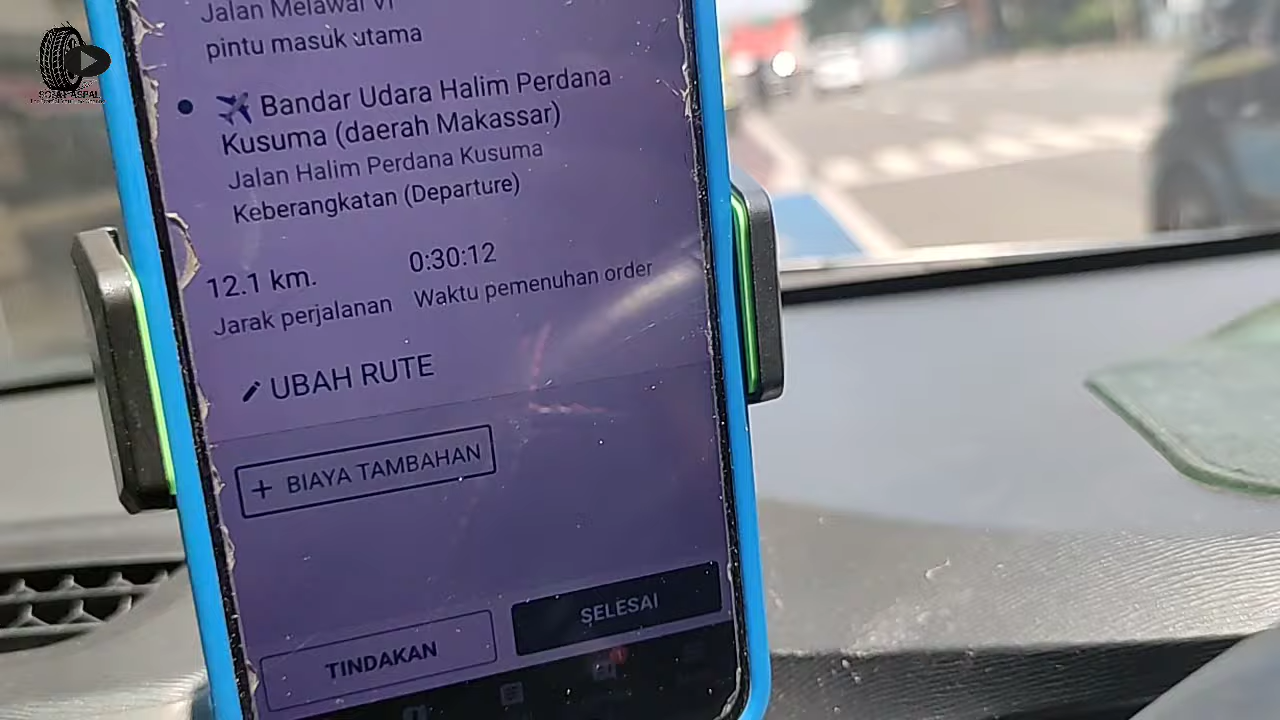 Jalan Melawai VI
pintu masuk utama
Bandar Udara Halim Perdana
Kusuma (daerah Makassar)
Jalan Halim Perdana Kusuma
Keberangkatan (Departure)
12.1 km.
0:30:12
Jarak perjalanan
Waktu pemenuhan order
UBAH RUTE
+ BIAYA TAMBAHAN
TINDAKAN
SELESAI